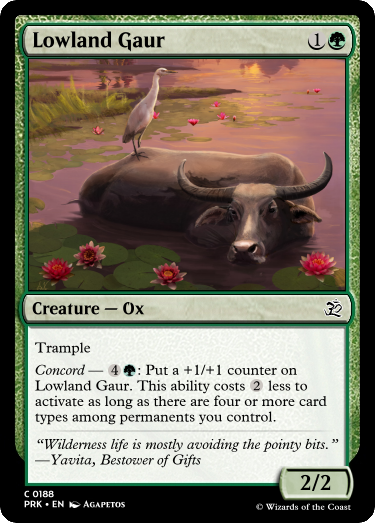 Lowland Gaur 1
Creature — Ox
Trample
Concord — 4 : Put a +1/+1 counter on
Lowland Gaur. This ability costs 2 less to
activate as long as there are four or more card
types among permanents you control.
“Wilderness life is mostly avoiding the pointy bits.”
—Yavita, Bestower of Gifts
2/2
C 0188
PRK • EN Agapetos
© Wizards of the Coast